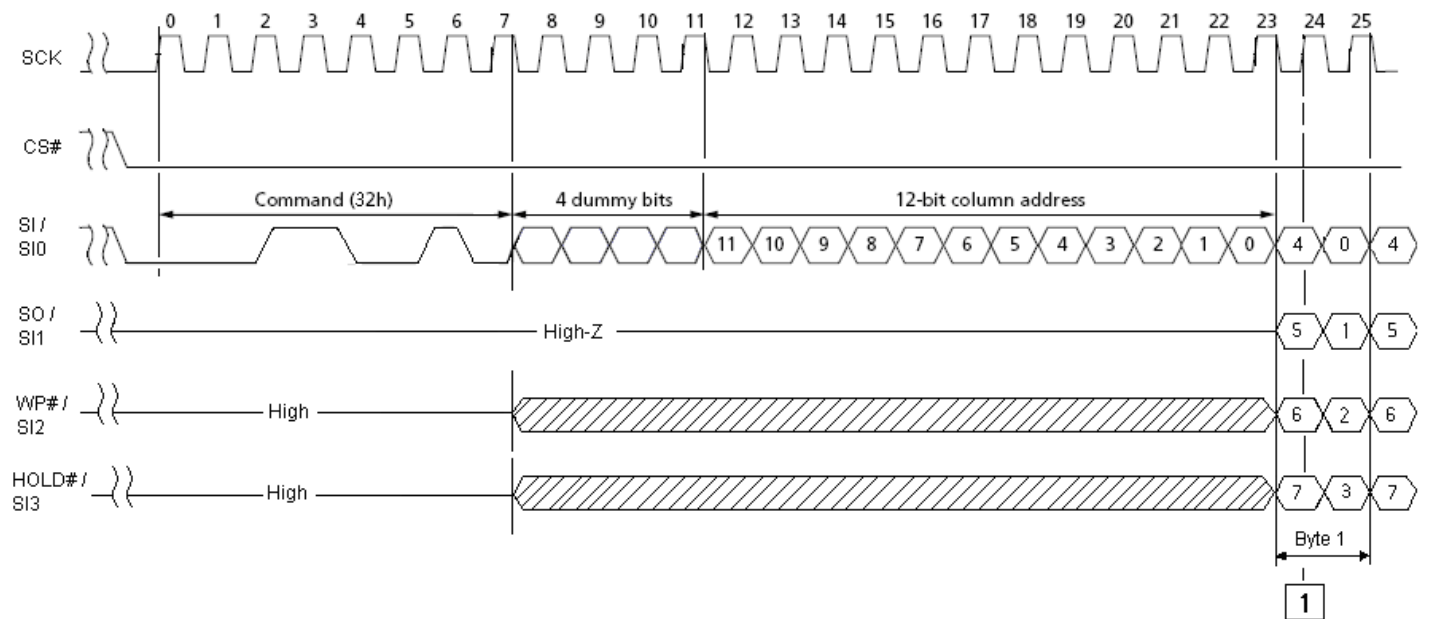 0 1 2 3 4 5 6 7 8 9 10 11 12 13 14 15 16 17 18 19 20 21 22 23 24 25
SCK
CS#
Command (32h) 4 dummy bits 12-bit column address
SI /
SI0
11 10 9 8 7 6 5 4 3 2 1 0 4 0 4
SO /
SI1
High-Z
5 1 5
WP# /
SI2
High
6 2 6
HOLD# /
SI3
High
7 3 7
Byte 1
1